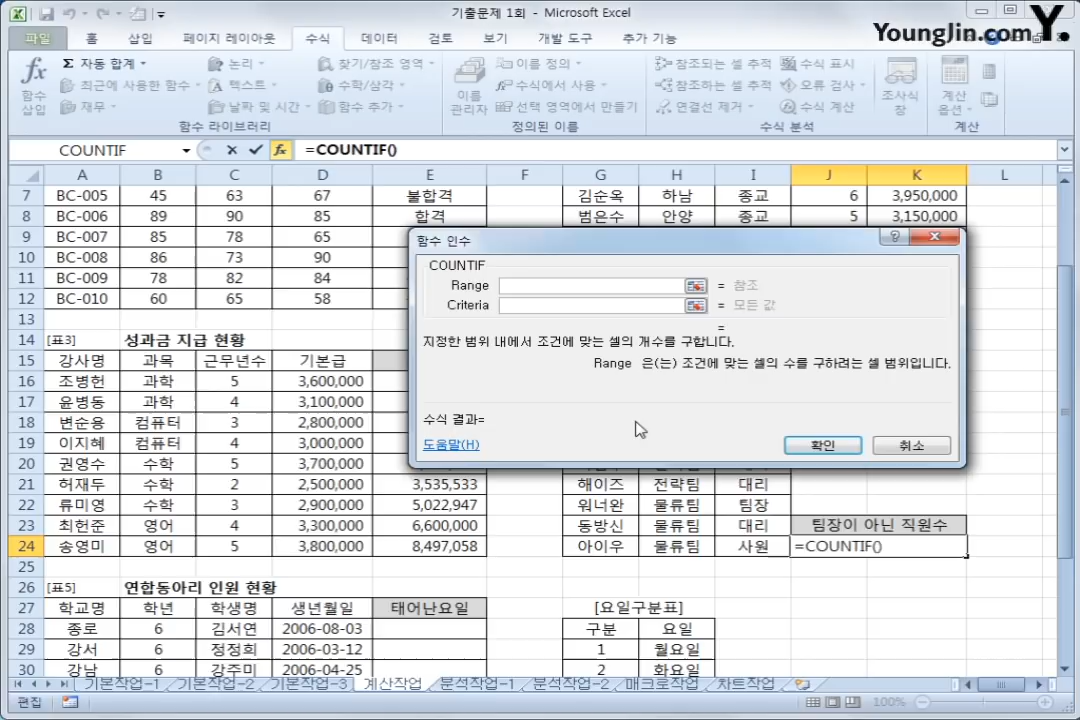 기출문제 1회 - Microsoft Excel
YoungJin.com Y.
파일 홈 삽입 페이지 레이아웃 수식 데이터 검토 보기 개발 도구 추가 기능
fx 함수 삽입
Σ 자동 합계
최근에 사용한 함수
재무
논리
텍스트
날짜 및 시간
찾기/참조 영역
수학/삼각
함수 추가
함수 라이브러리
이름 관리자
이름 정의
수식에서 사용
선택 영역에서 만들기
정의된 이름
참조되는 셀 추적
참조하는 셀 추적
연결선 제거
수식 표시
오류 검사
수식 계산
조사식 창
수식 분석
계산 옵션
계산
COUNTIF fx =COUNTIF()
A B C D E F G H I J K L
7 BC-005 45 63 67 불합격 김순옥 하남 종교 6 3,950,000
8 BC-006 89 90 85 합격 범은수 안양 종교 5 3,150,000
9 BC-007 85 78 65
10 BC-008 86 73 90
11 BC-009 78 82 84
12 BC-010 60 65 58
13
14 [표3] 성과금 지급 현황
15 강사명 과목 근무년수 기본급
16 조병헌 과학 5 3,600,000
17 윤병동 과학 4 3,100,000
18 변순용 컴퓨터 3 2,800,000
19 이지혜 컴퓨터 4 3,000,000
20 권영수 수학 5 3,700,000
21 허재두 수학 2 2,500,000 3,535,533 해이즈 전략팀 대리
22 류미영 수학 3 2,900,000 5,022,947 워너완 물류팀 팀장
23 최헌준 영어 4 3,300,000 6,600,000 동방신 물류팀 대리 팀장이 아닌 직원수
24 송영미 영어 5 3,800,000 8,497,058 아이우 물류팀 사원 =COUNTIF()
25
26 [표5] 연합동아리 인원 현황
27 학교명 학년 학생명 생년월일 태어난요일 [요일구분표]
28 종로 6 김서연 2006-08-03 구분 요일
29 강서 6 정정희 2006-03-12 1 월요일
30 강남 6 강주미 2006-04-25 2 화요일
함수 인수
COUNTIF
Range = 참조
Criteria = 모든 값
=
지정한 범위 내에서 조건에 맞는 셀의 개수를 구합니다.
Range 은(는) 조건에 맞는 셀의 수를 구하려는 셀 범위입니다.
수식 결과=
도움말(H) 확인 취소
기본작업-1 기본작업-2 기본작업-3 계산작업 분석작업-1 분석작업-2 매크로작업 차트작업
편집 100%